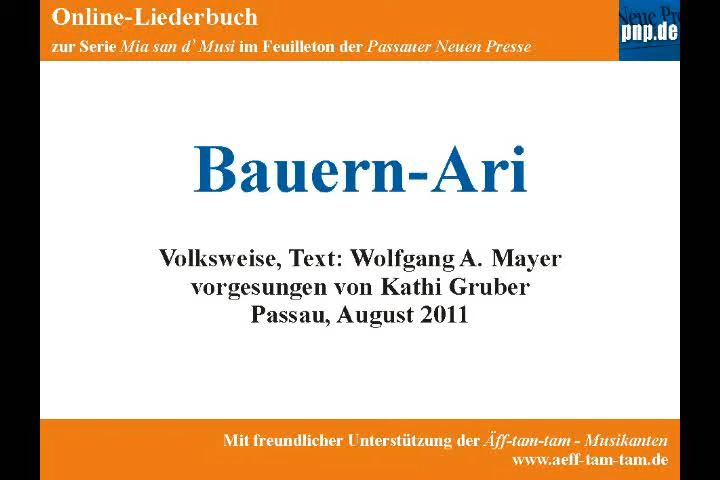 Online-Liederbuch
zur Serie Mia san d' Musi im Feuilleton der Passauer Neuen Presse
Neue Pr
pnp.de
Bauern-Ari
Volksweise, Text: Wolfgang A. Mayer
vorgesungen von Kathi Gruber
Passau, August 2011
Mit freundlicher Unterstützung der Äff-tam-tam - Musikanten
www.aeff-tam-tam.de